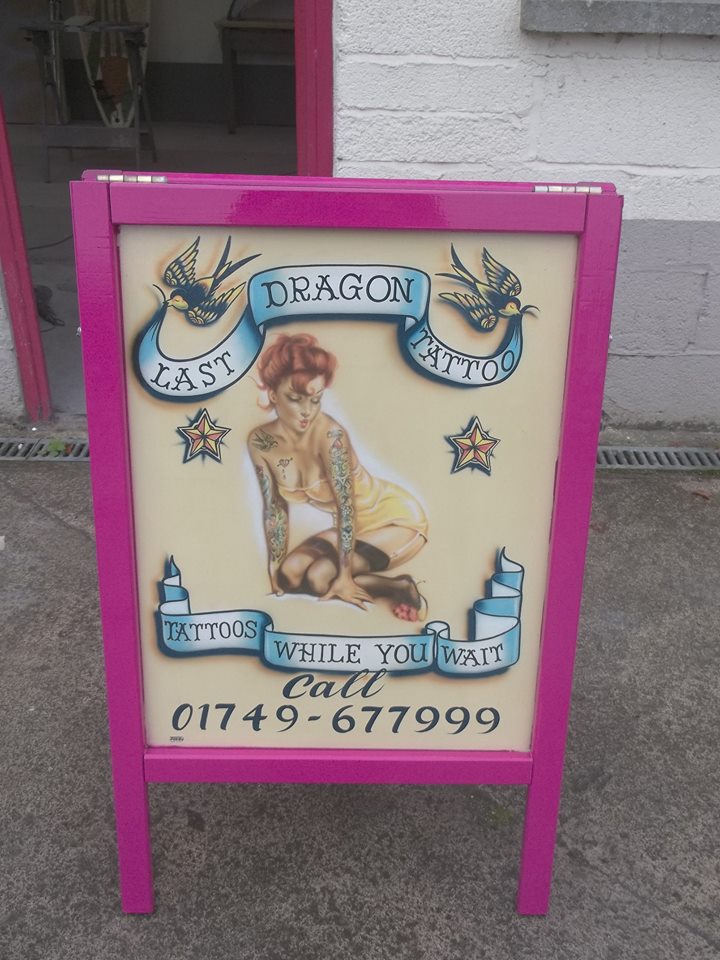 LAST DRAGON TATTOO
TATTOOS WHILE YOU WAIT
Call
01749-677999